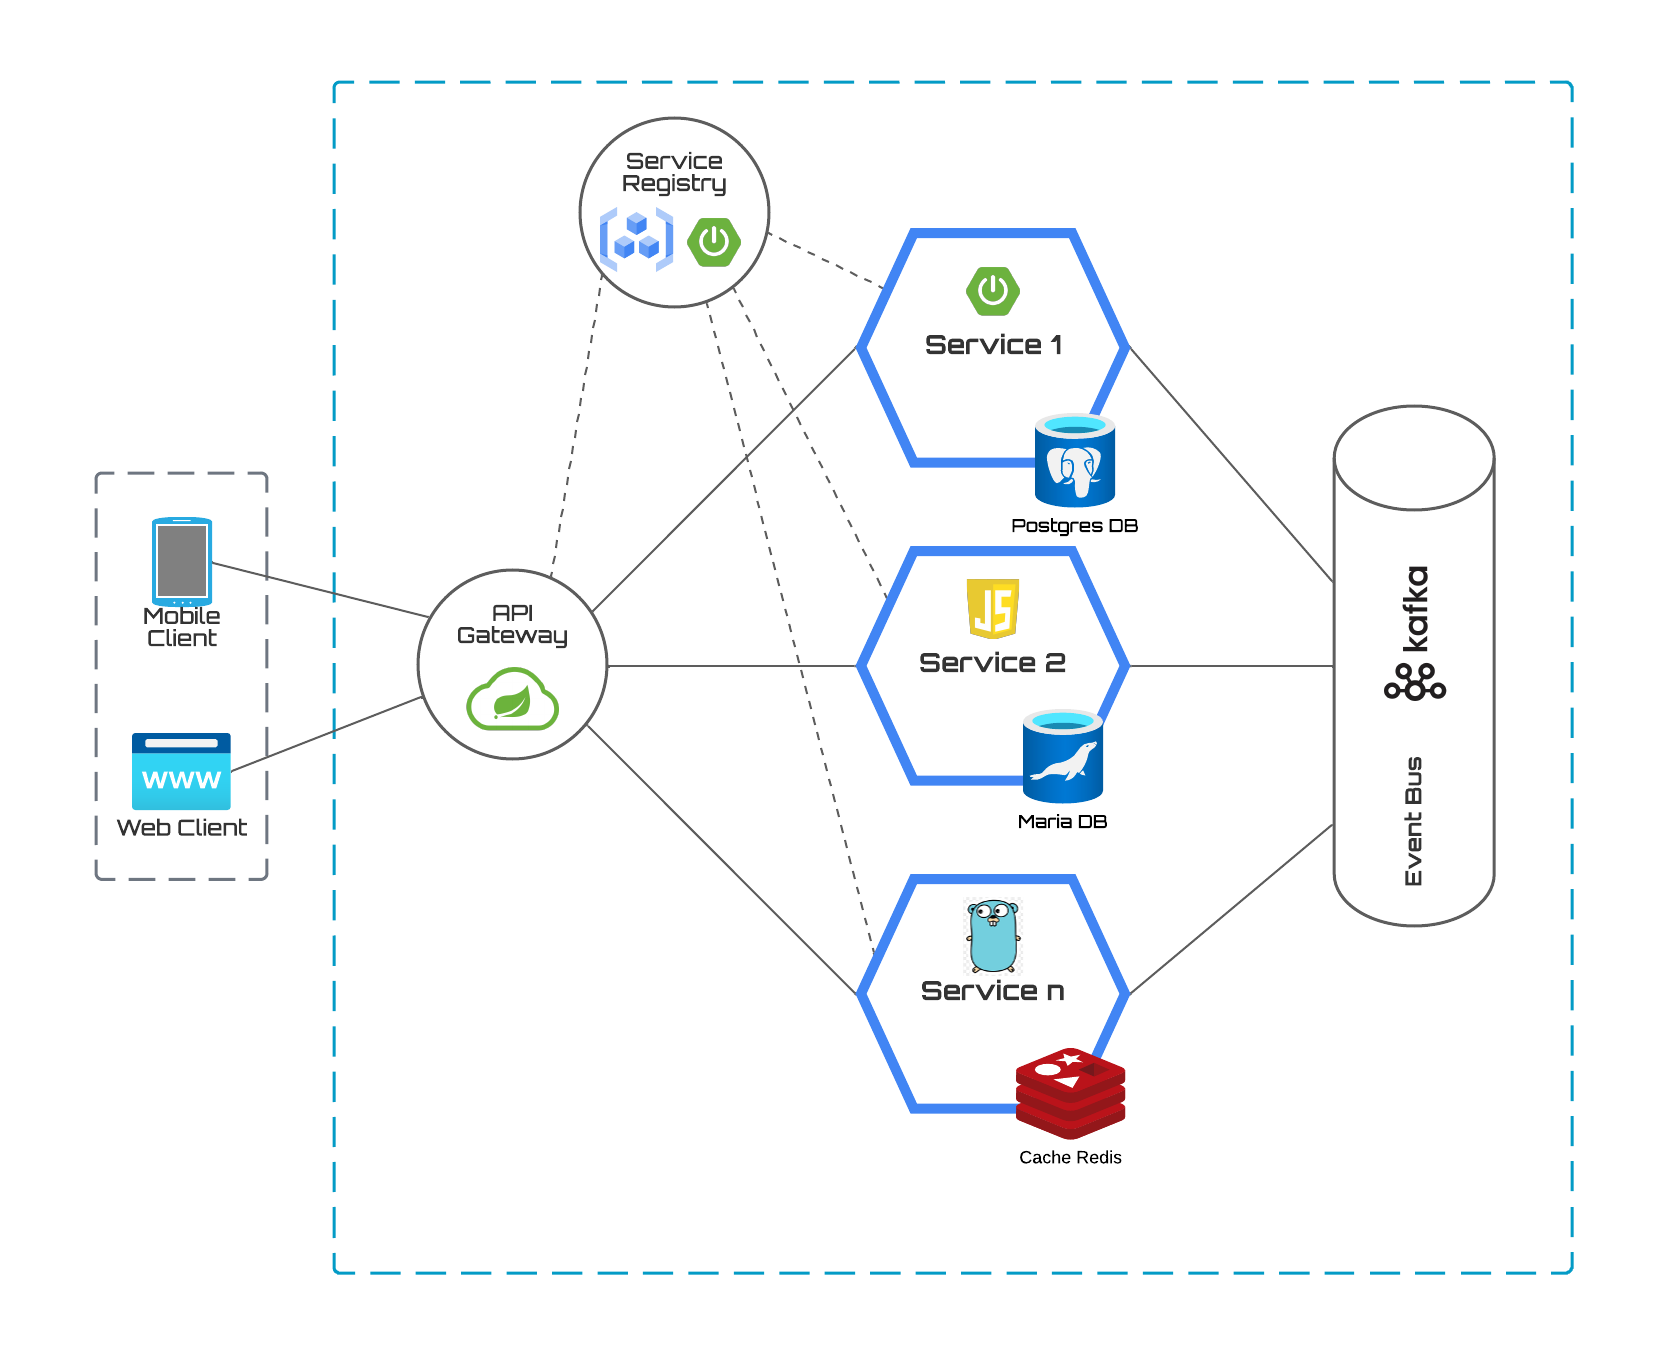 Service
Registry
Service 1
Postgres DB
Mobile
Client
API
Gateway
JS
Service 2
kafka
Event Bus
www
Web Client
Maria DB
Service n
Cache Redis